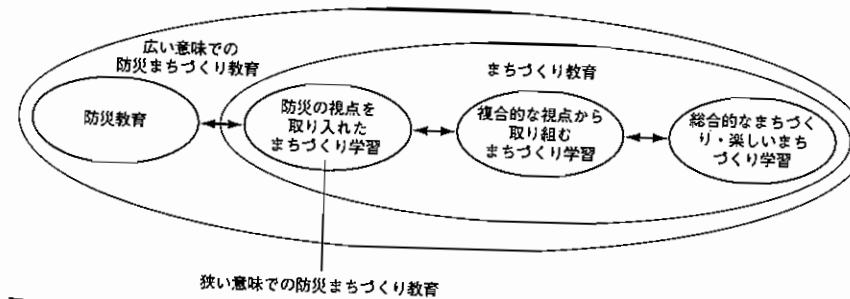 広い意味での
防災まちづくり教育
まちづくり教育
防災教育
防災の視点を
取り入れた
まちづくり学習
複合的な視点から
取り組む
まちづくり学習
総合的なまちづく
り・楽しいまち
づくり学習
狭い意味での防災まちづくり教育